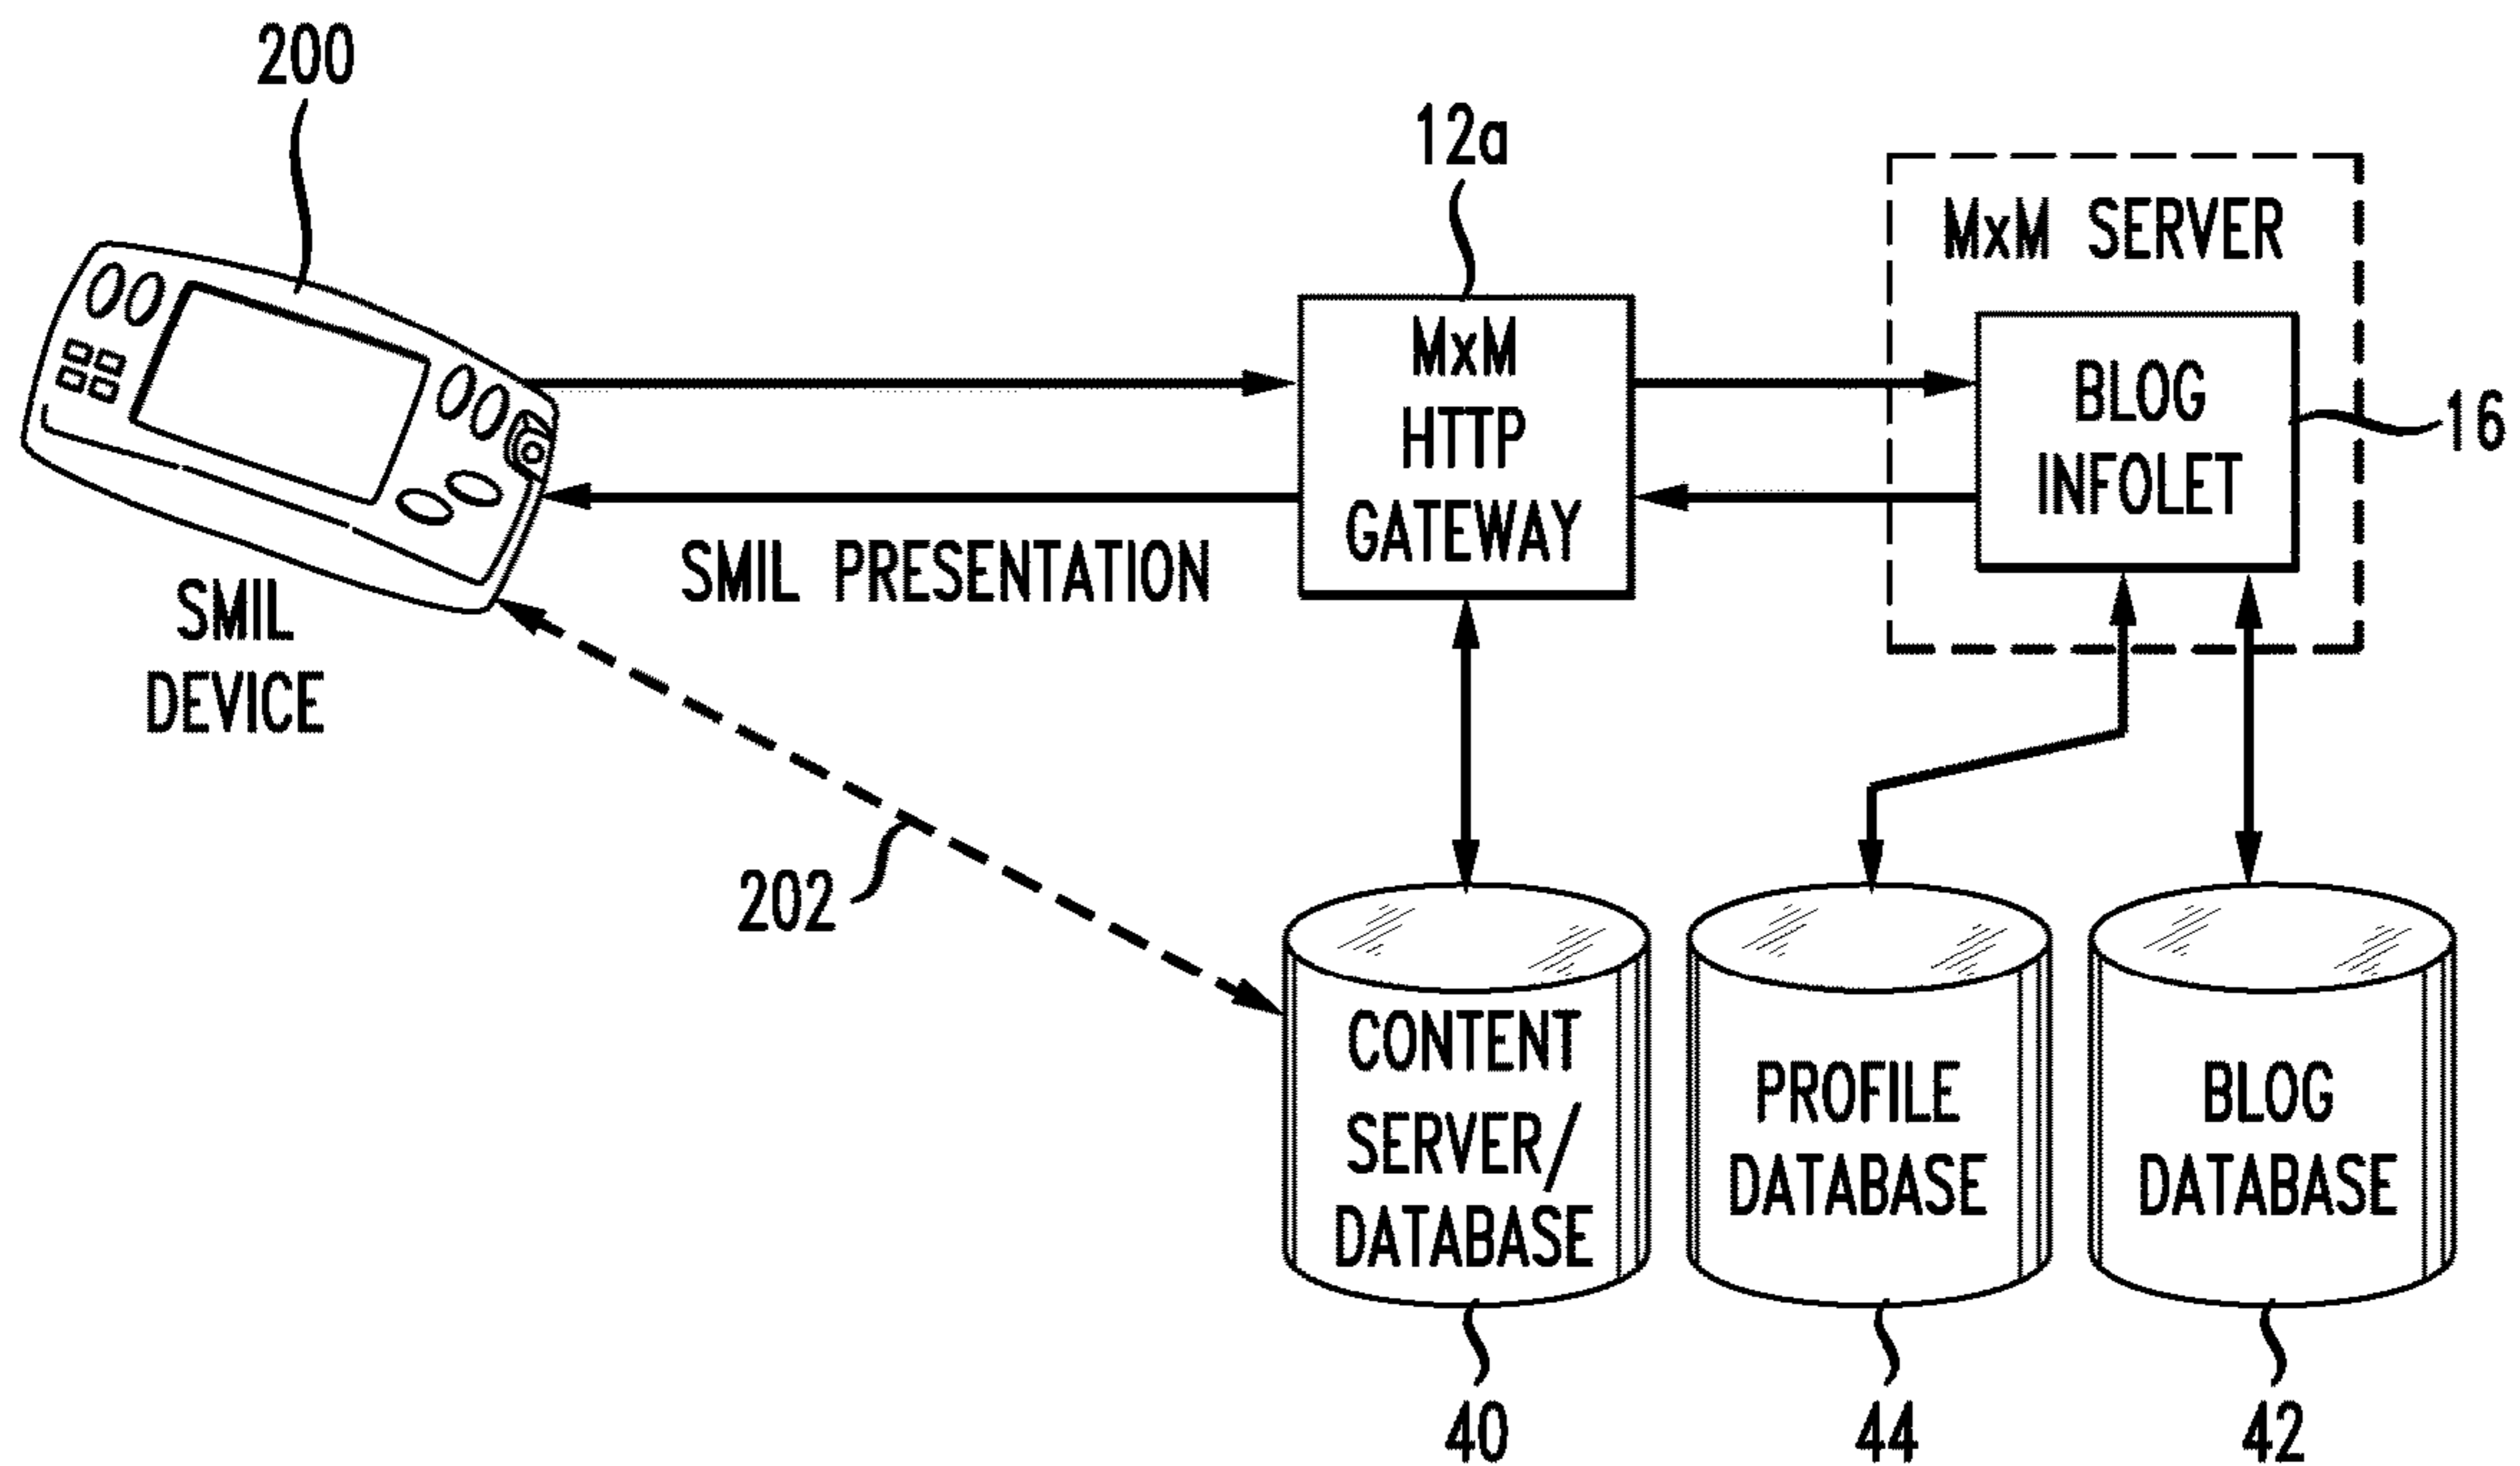 200
12a
MxM SERVER
MxM
HTTP
GATEWAY
BLOG
INFOLET
16
SMIL PRESENTATION
SMIL
DEVICE
202
CONTENT
SERVER/
DATABASE
PROFILE
DATABASE
BLOG
DATABASE
40
44
42